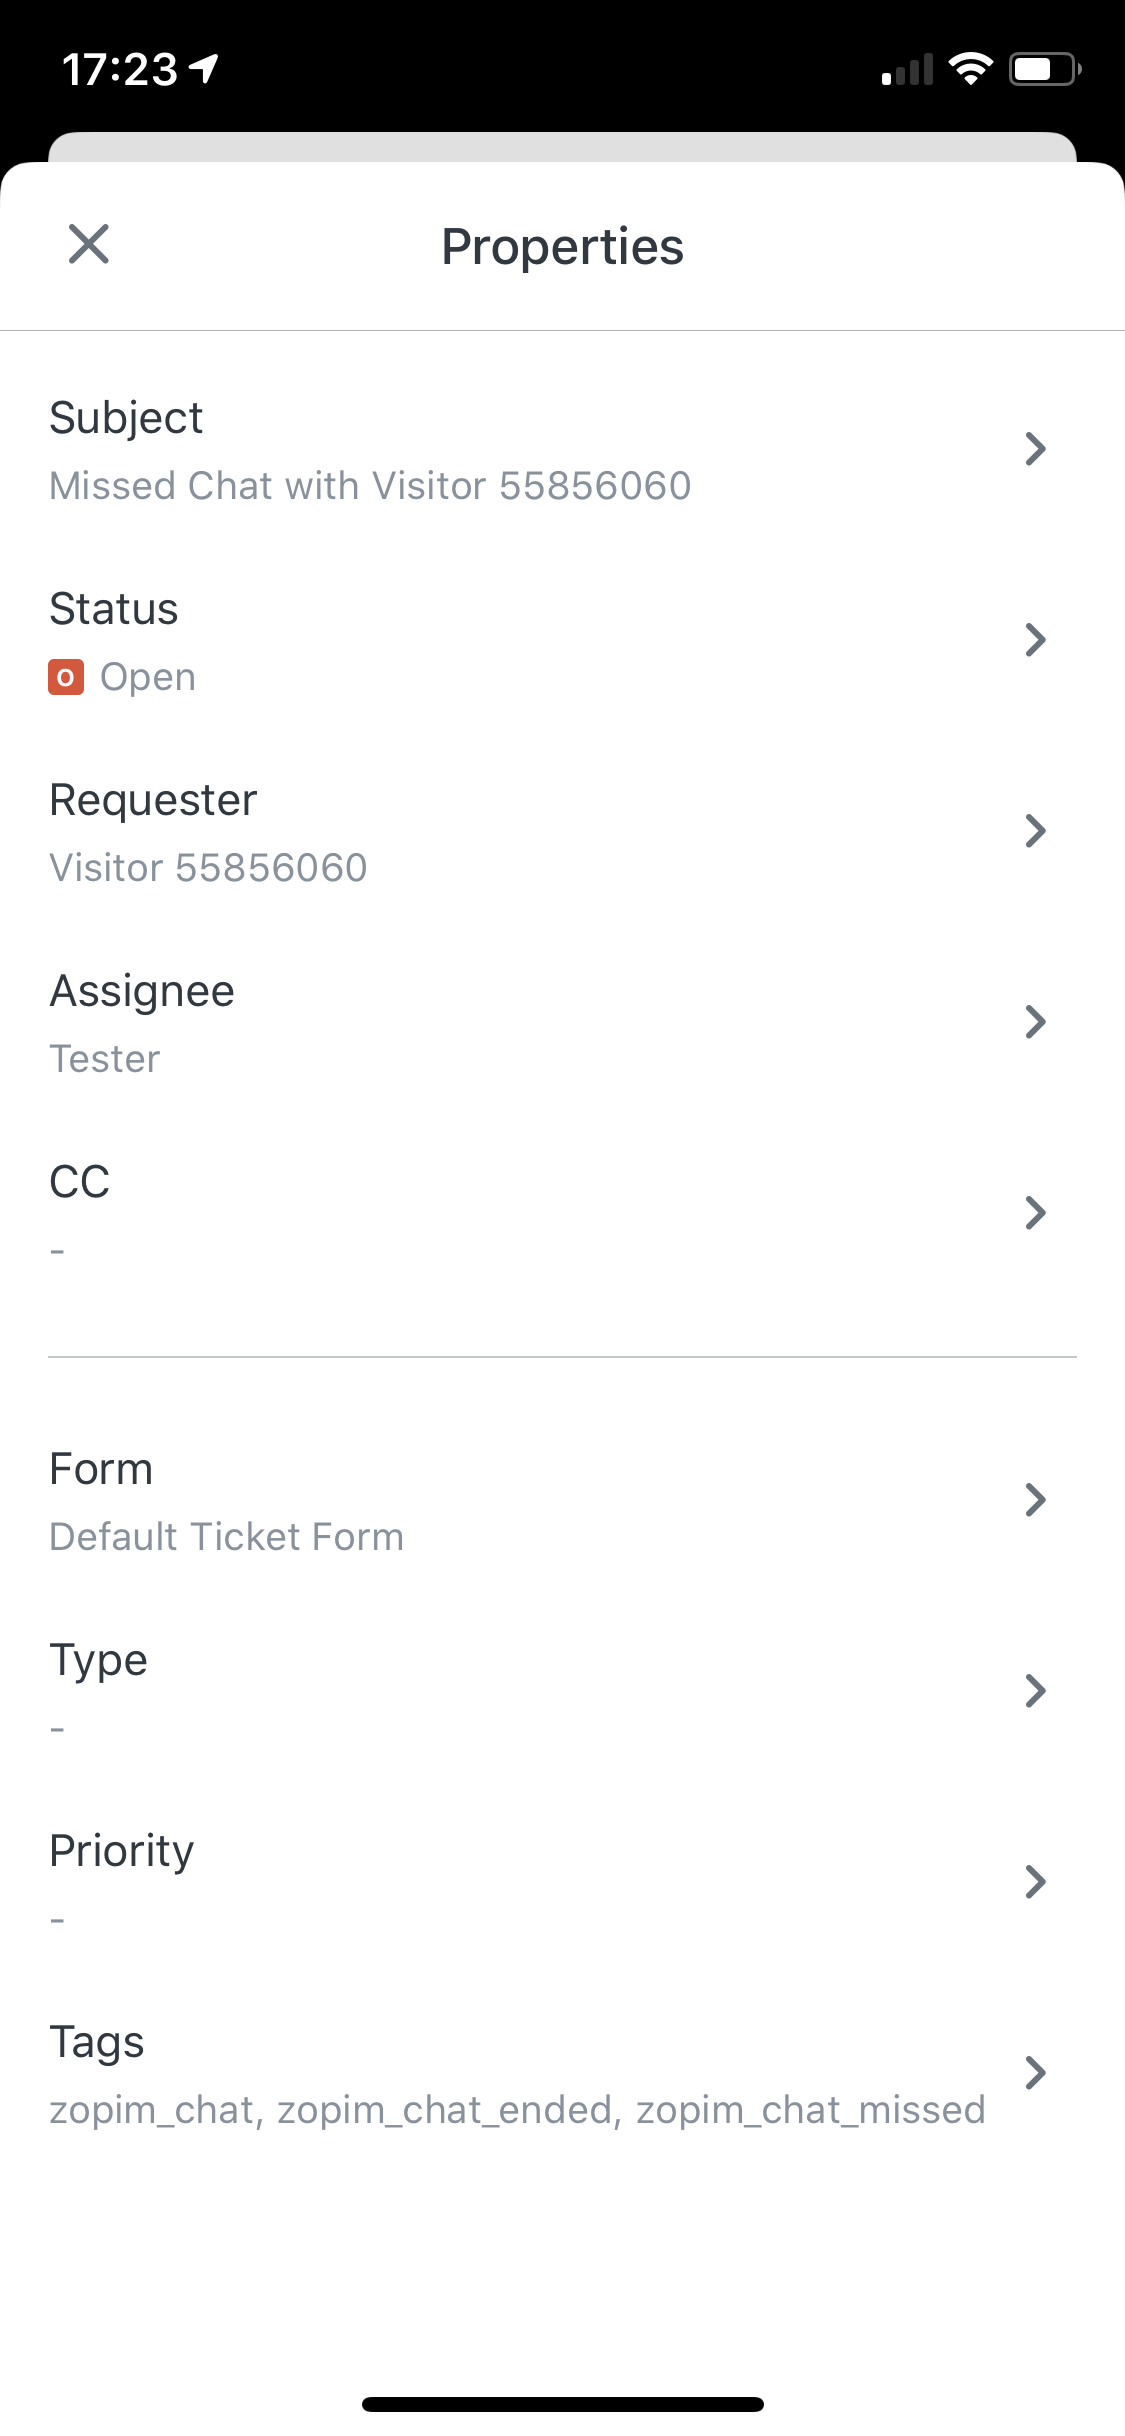 17:23
Properties
Subject
Missed Chat with Visitor 55856060
Status
O Open
Requester
Visitor 55856060
Assignee
Tester
CC
-
Form
Default Ticket Form
Type
-
Priority
-
Tags
zopim_chat, zopim_chat_ended, zopim_chat_missed